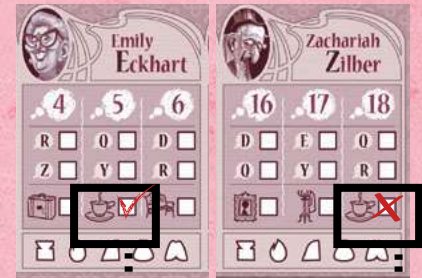 Emily
Eckhart
4 5 6
R Q D
Z Y R
Zachariah
Zilber
16 17 18
D E Q
Q Y R